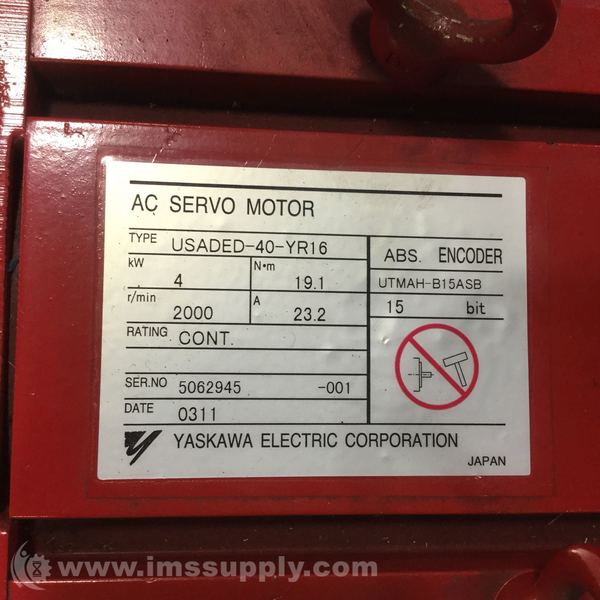 AC SERVO MOTOR
TYPE USADED-40-YR16
kW 4 N•m 19.1
r/min 2000 A 23.2
RATING CONT.
SER.NO 5062945 -001
DATE 0311
ABS. ENCODER
UTMAH-B15ASB
15 bit
YASKAWA ELECTRIC CORPORATION
JAPAN
www.imssupply.com